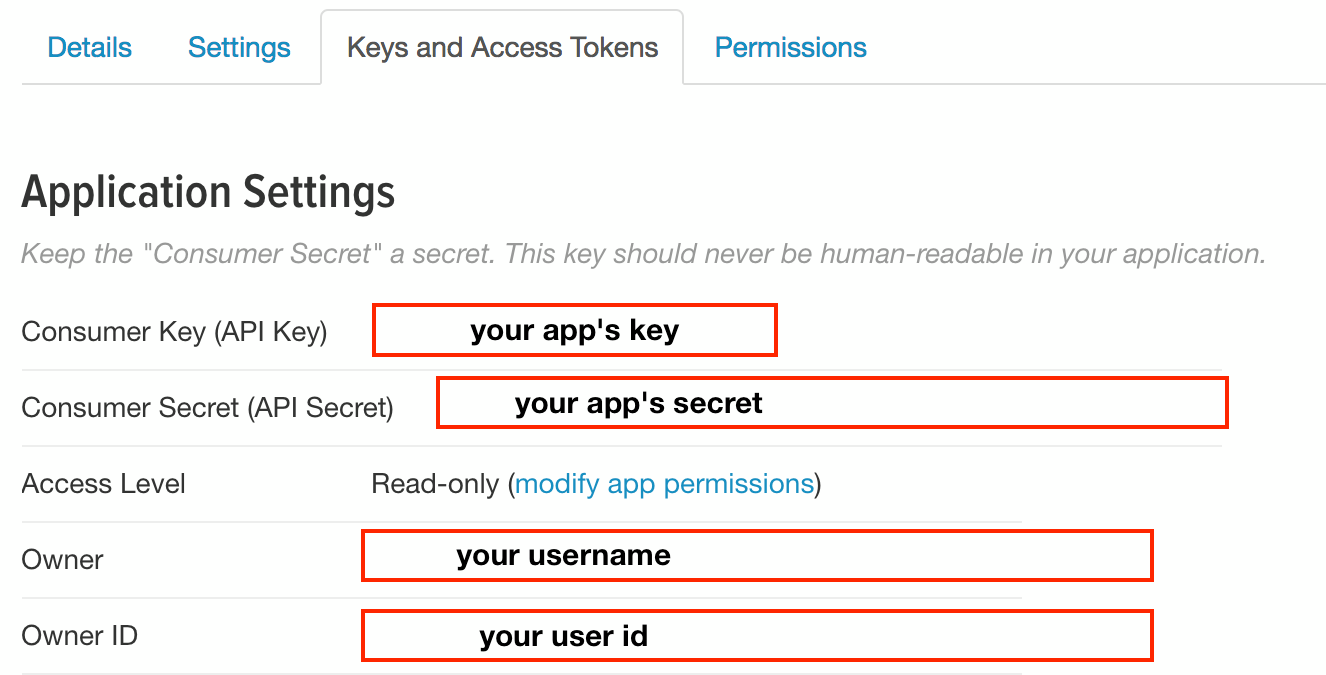 Details Settings Keys and Access Tokens Permissions
Application Settings
Keep the "Consumer Secret" a secret. This key should never be human-readable in your application.
Consumer Key (API Key) your app's key
Consumer Secret (API Secret) your app's secret
Access Level Read-only (modify app permissions)
Owner your username
Owner ID your user id